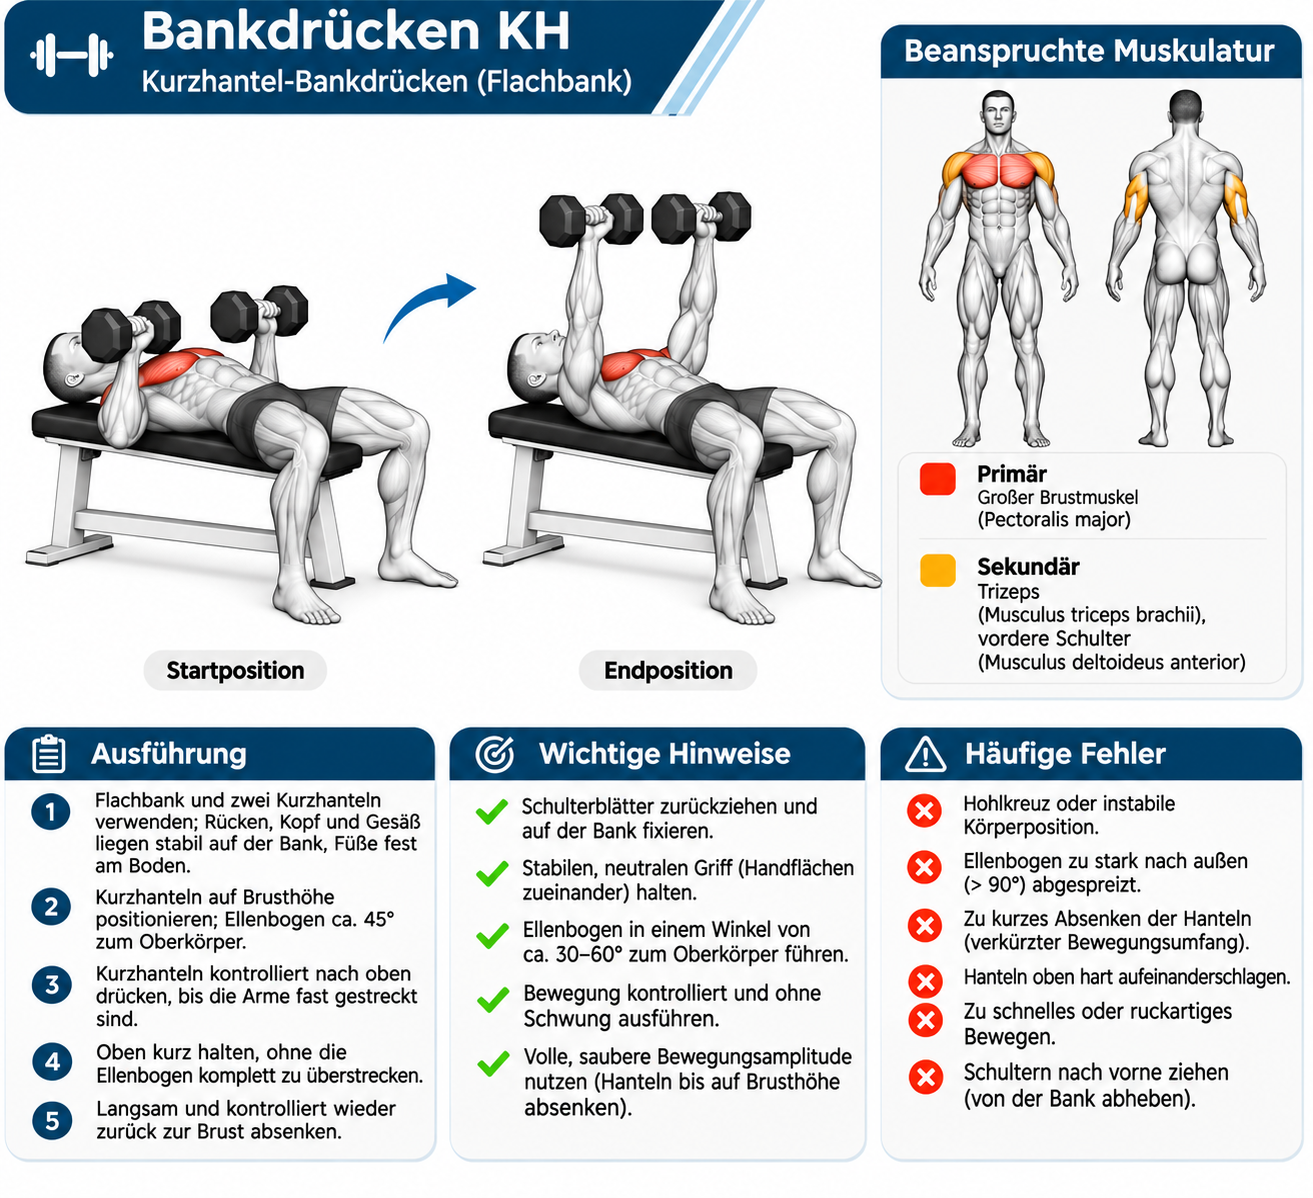 Bankdrücken KH
Kurzhantel-Bankdrücken (Flachbank)
Beanspruchte Muskulatur
Primär
Großer Brustmuskel
(Pectoralis major)
Sekundär
Trizeps
(Musculus triceps brachii),
vordere Schulter
(Musculus deltoideus anterior)
Startposition
Endposition
Ausführung
1
Flachbank und zwei Kurzhanteln
verwenden; Rücken, Kopf und Gesäß
liegen stabil auf der Bank, Füße fest
am Boden.
2
Kurzhanteln auf Brusthöhe
positionieren; Ellenbogen ca. 45°
zum Oberkörper.
3
Kurzhanteln kontrolliert nach oben
drücken, bis die Arme fast gestreckt
sind.
4
Oben kurz halten, ohne die
Ellenbogen komplett zu überstrecken.
5
Langsam und kontrolliert wieder
zurück zur Brust absenken.
Wichtige Hinweise
Schulterblätter zurückziehen und
auf der Bank fixieren.
Stabilen, neutralen Griff (Handflächen
zueinander) halten.
Ellenbogen in einem Winkel von
ca. 30–60° zum Oberkörper führen.
Bewegung kontrolliert und ohne
Schwung ausführen.
Volle, saubere Bewegungsamplitude
nutzen (Hanteln bis auf Brusthöhe
absenken).
Häufige Fehler
Hohlkreuz oder instabile
Körperposition.
Ellenbogen zu stark nach außen
(> 90°) abgespreizt.
Zu kurzes Absenken der Hanteln
(verkürzter Bewegungsumfang).
Hanteln oben hart aufeinanderschlagen.
Zu schnelles oder ruckartiges
Bewegen.
Schultern nach vorne ziehen
(von der Bank abheben).